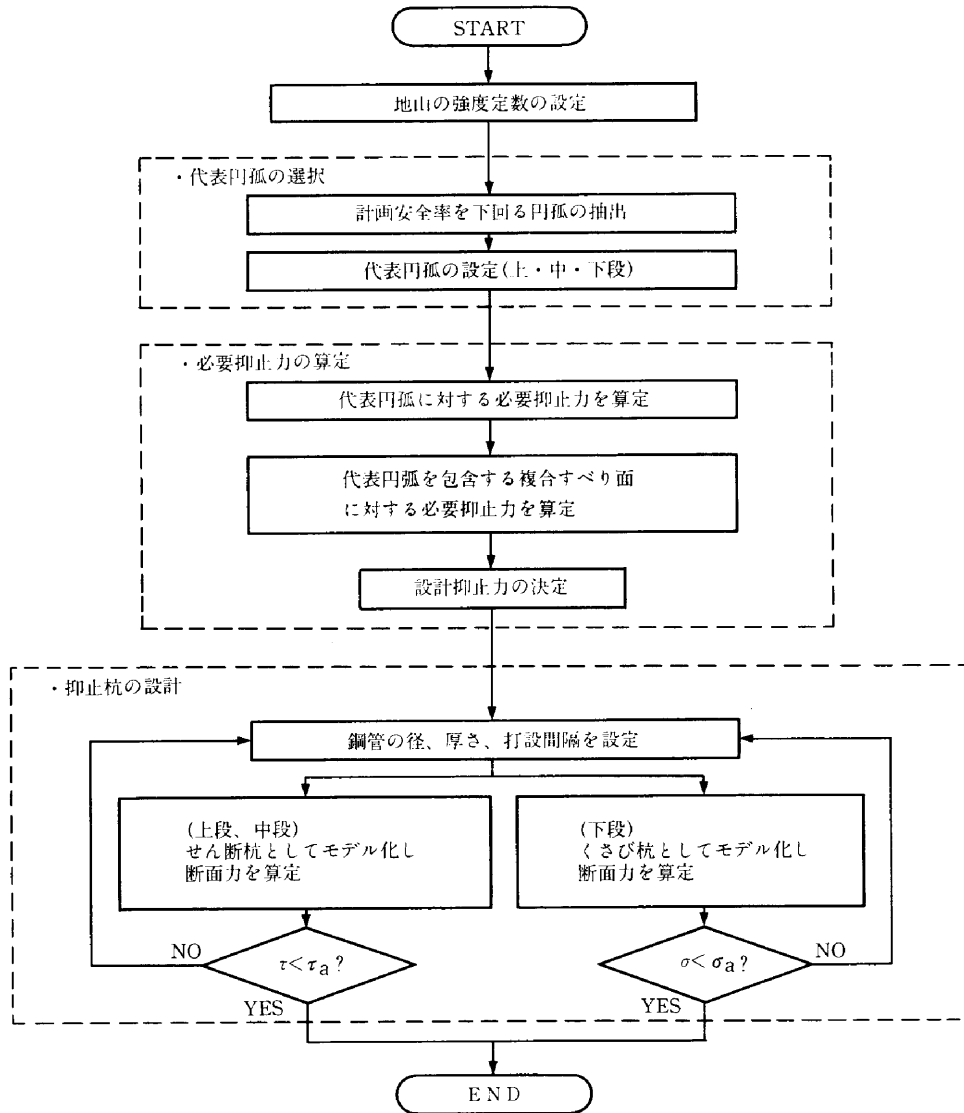 START
地山の強度定数の設定
・代表円孤の選択
計画安全率を下回る円孤の抽出
代表円孤の設定(上・中・下段)
・必要抑止力の算定
代表円孤に対する必要抑止力を算定
代表円弧を包含する複合すべり面
に対する必要抑止力を算定
設計抑止力の決定
・抑止杭の設計
鋼管の径、厚さ、打設間隔を設定
(上段、中段)
せん断杭としてモデル化し
断面力を算定
(下段)
くさび杭としてモデル化し
断面力を算定
NO
τ<τa?
YES
σ<σa?
NO
YES
END